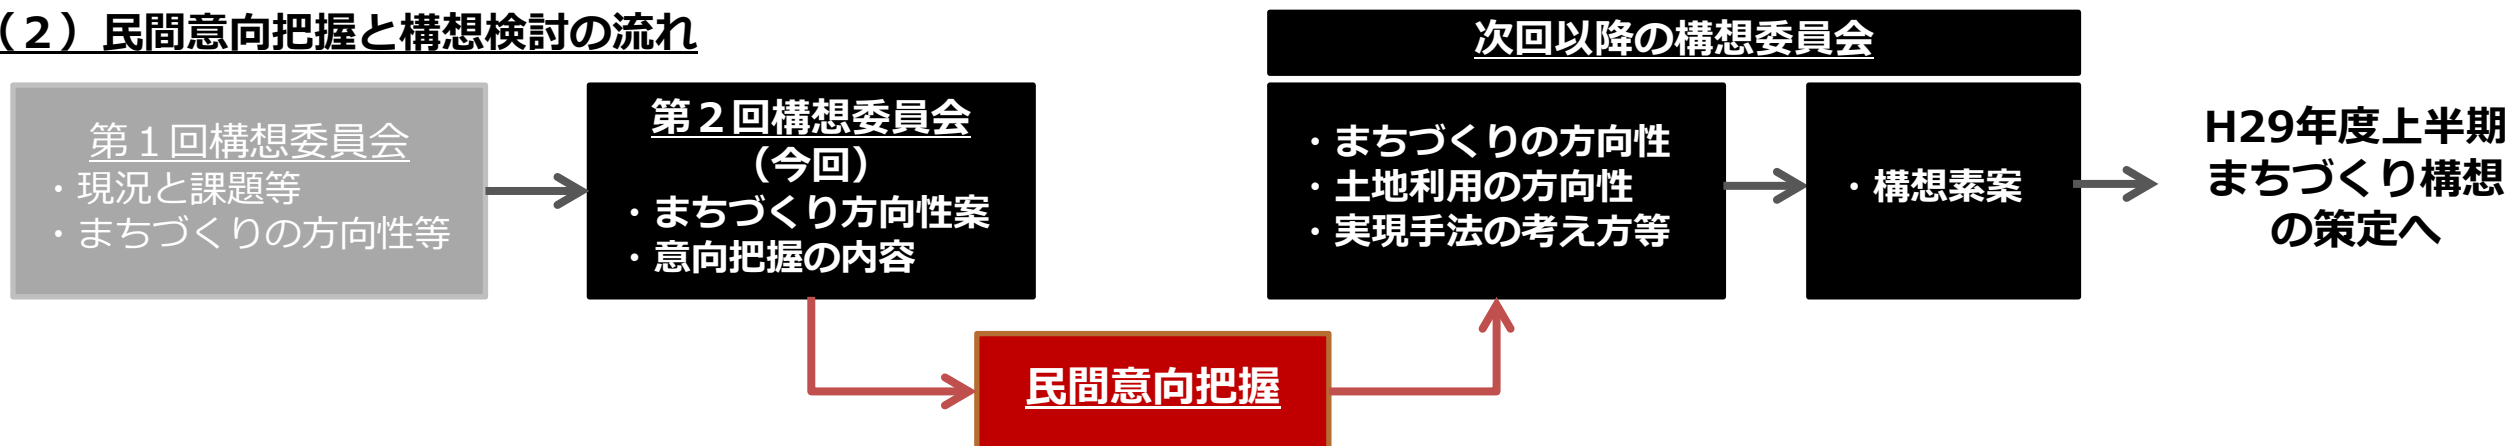 （２）民間意向把握と構想検討の流れ
第１回構想委員会
・現況と課題等
・まちづくりの方向性等
第２回構想委員会
（今回）
・まちづくり方向性案
・意向把握の内容
次回以降の構想委員会
・まちづくりの方向性
・土地利用の方向性
・実現手法の考え方等
・構想素案
H29年度上半期
まちづくり構想
の策定へ
民間意向把握